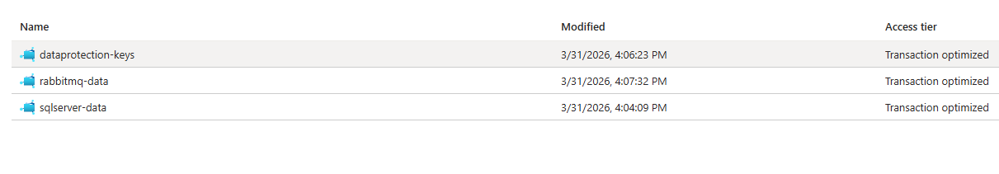 Name Modified Access tier
dataprotection-keys 3/31/2026, 4:06:23 PM Transaction optimized
rabbitmq-data 3/31/2026, 4:07:32 PM Transaction optimized
sqlserver-data 3/31/2026, 4:04:09 PM Transaction optimized